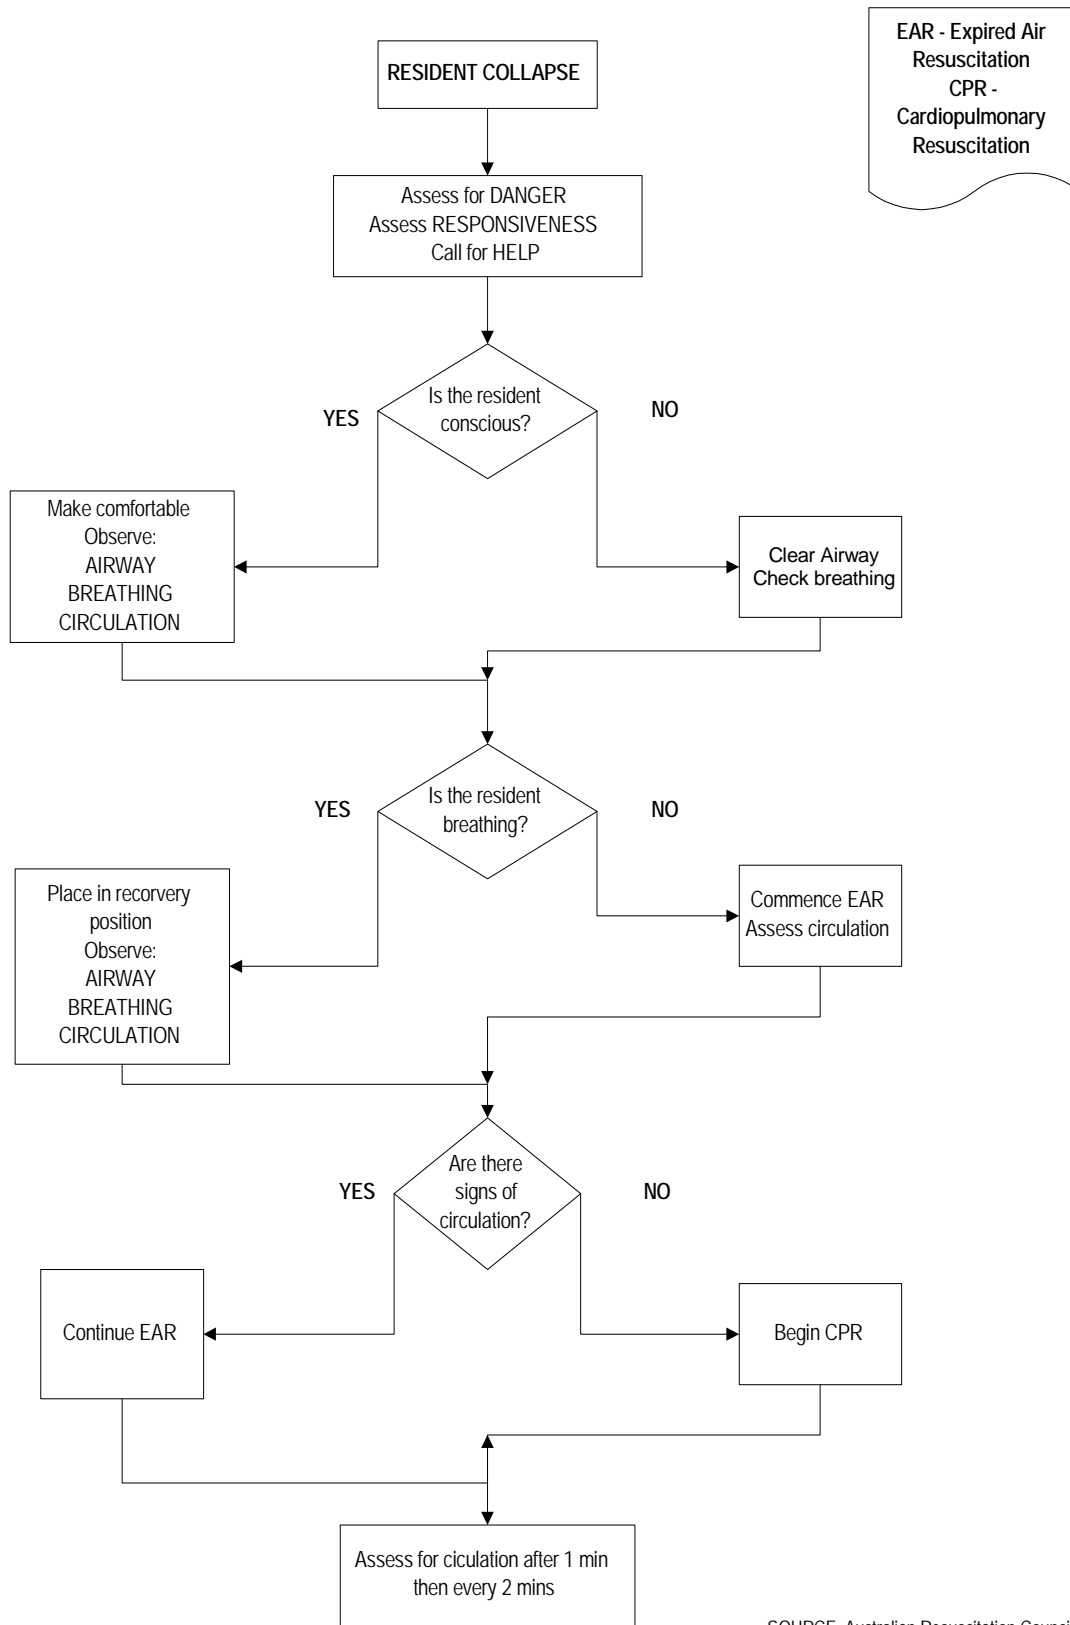 EAR - Expired Air
Resuscitation
CPR -
Cardiopulmonary
Resuscitation
RESIDENT COLLAPSE
Assess for DANGER
Assess RESPONSIVENESS
Call for HELP
Is the resident
conscious?
YES
NO
Make comfortable
Observe:
AIRWAY
BREATHING
CIRCULATION
Clear Airway
Check breathing
Is the resident
breathing?
YES
NO
Place in recorvery
position
Observe:
AIRWAY
BREATHING
CIRCULATION
Commence EAR
Assess circulation
Are there
signs of
circulation?
YES
NO
Continue EAR
Begin CPR
Assess for ciculation after 1 min
then every 2 mins